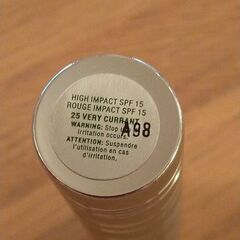 HIGH IMPACT SPF 15
ROUGE IMPACT SPF 15
25 VERY CURRANT
WARNING: Stop use
irritation occurs.
A98
ATTENTION: Suspendre
l'utilisation en cas
d'irritation.